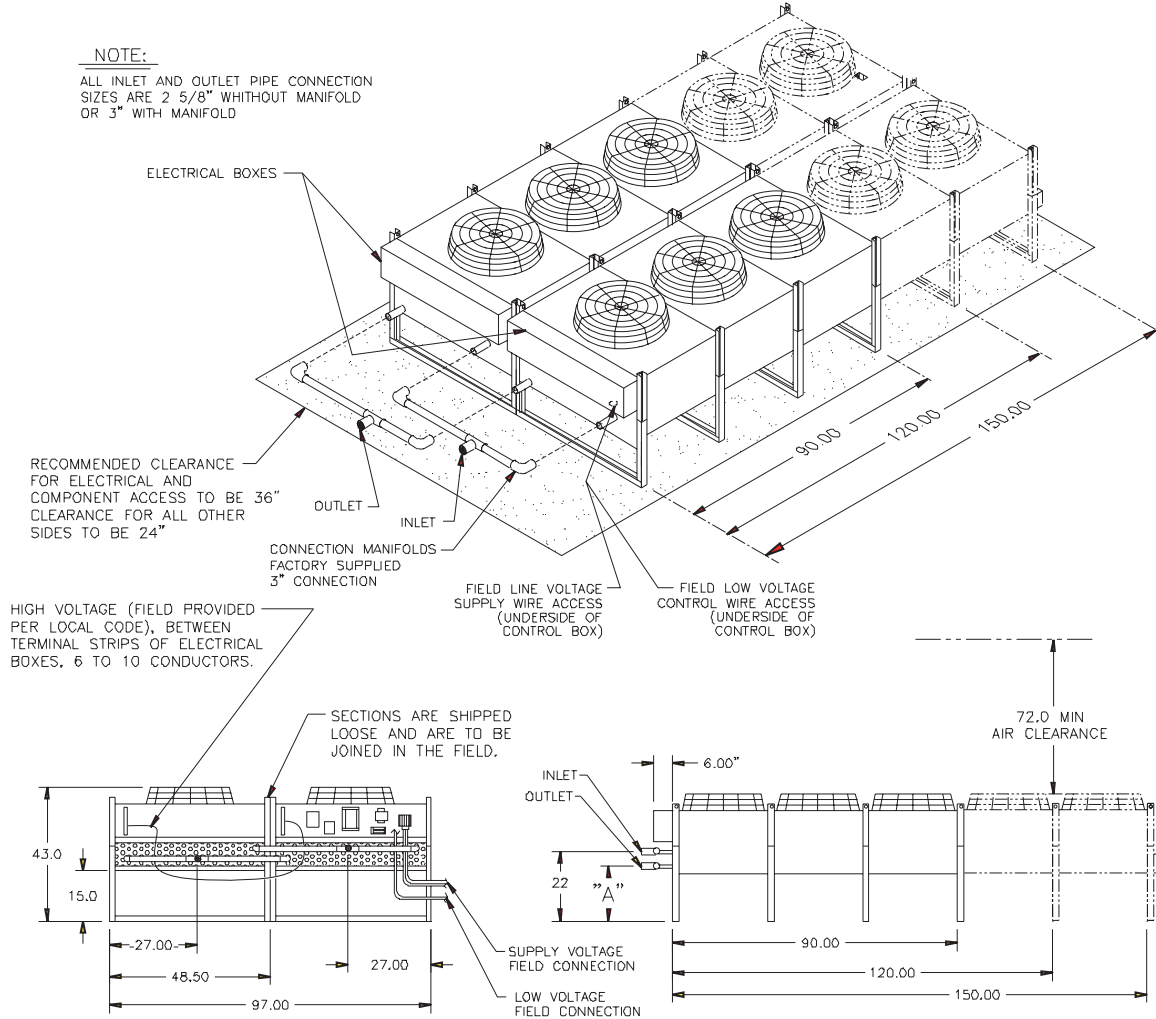 NOTE:
ALL INLET AND OUTLET PIPE CONNECTION
SIZES ARE 2 5/8" WHITHOUT MANIFOLD
OR 3" WITH MANIFOLD
ELECTRICAL BOXES
90.00
120.00
150.00
RECOMMENDED CLEARANCE
FOR ELECTRICAL AND
COMPONENT ACCESS TO BE 36"
CLEARANCE FOR ALL OTHER
SIDES TO BE 24"
OUTLET
INLET
CONNECTION MANIFOLDS
FACTORY SUPPLIED
3" CONNECTION
FIELD LINE VOLTAGE
SUPPLY WIRE ACCESS
(UNDERSIDE OF
CONTROL BOX)
FIELD LOW VOLTAGE
CONTROL WIRE ACCESS
(UNDERSIDE OF
CONTROL BOX)
HIGH VOLTAGE (FIELD PROVIDED
PER LOCAL CODE), BETWEEN
TERMINAL STRIPS OF ELECTRICAL
BOXES, 6 TO 10 CONDUCTORS.
SECTIONS ARE SHIPPED
LOOSE AND ARE TO BE
JOINED IN THE FIELD.
43.0
15.0
27.00
48.50
27.00
97.00
SUPPLY VOLTAGE
FIELD CONNECTION
LOW VOLTAGE
FIELD CONNECTION
72.0 MIN
AIR CLEARANCE
6.00"
INLET
OUTLET
22
"A"
90.00
120.00
150.00